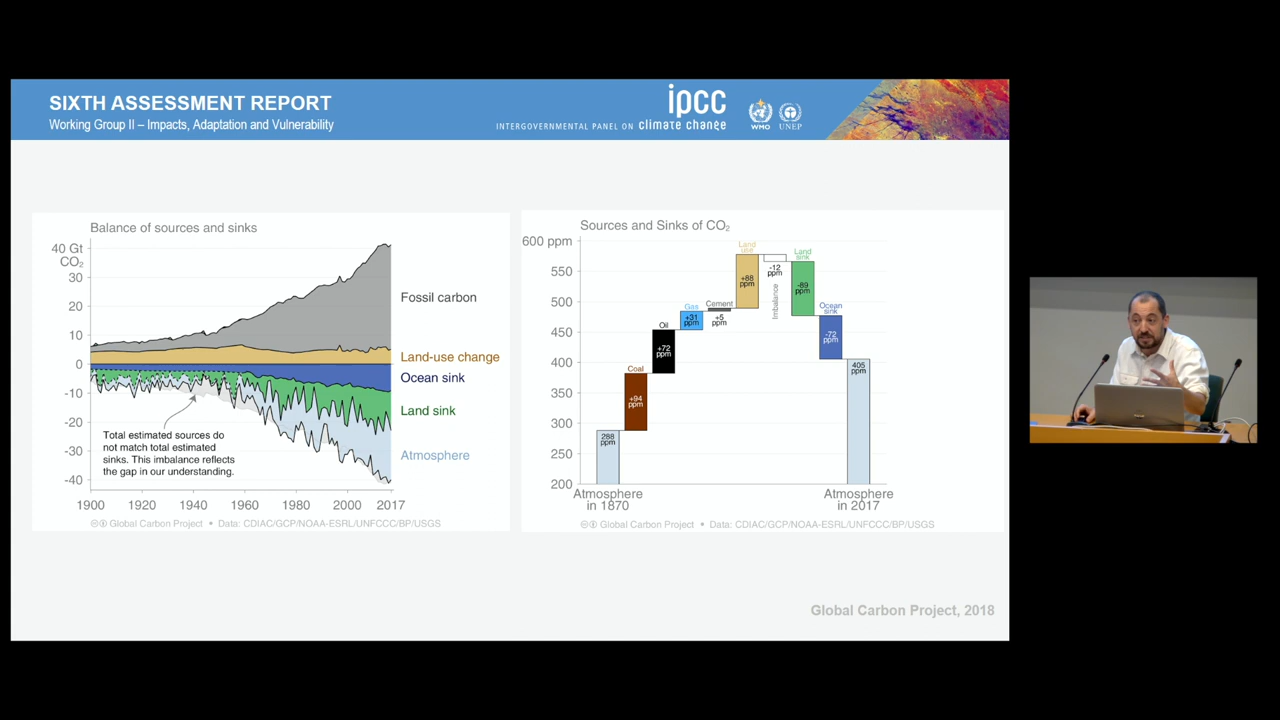 SIXTH ASSESSMENT REPORT
Working Group II – Impacts, Adaptation and Vulnerability
ipcc
INTERGOVERNMENTAL PANEL ON climate change
WMO
UNEP
Balance of sources and sinks
40 Gt
CO₂
30
20
10
0
-10
-20
-30
-40
Fossil carbon
Land-use change
Ocean sink
Land sink
Atmosphere
Total estimated sources do
not match total estimated
sinks. This imbalance reflects
the gap in our understanding.
1900
1920
1940
1960
1980
2000
2017
Global Carbon Project • Data: CDIAC/GCP/NOAA-ESRL/UNFCCC/BP/USGS
Sources and Sinks of CO₂
600 ppm
550
500
450
400
350
300
250
200
288
ppm
Coal
+94
ppm
Oil
+72
ppm
Gas
+31
ppm
Cement
+5
ppm
Land
use
+88
ppm
-12
ppm
Imbalance
Land
sink
-89
ppm
Ocean
sink
-72
ppm
405
ppm
Atmosphere
in 1870
Atmosphere
in 2017
Global Carbon Project • Data: CDIAC/GCP/NOAA-ESRL/UNFCCC/BP/USGS
Global Carbon Project, 2018